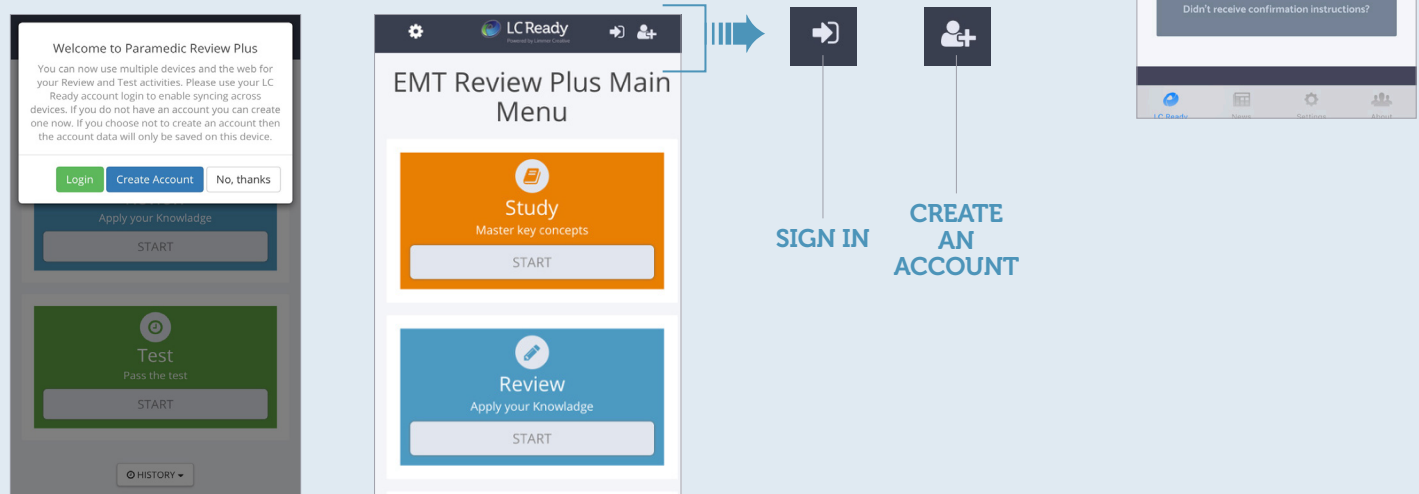 Welcome to Paramedic Review Plus
You can now use multiple devices and the web for
your Review and Test activities. Please use your LC
Ready account login to enable syncing across
devices. If you do not have an account you can create
one now. If you choose not to create an account then
the account data will only be saved on this device.
Login
Create Account
No, thanks
Apply your Knowladge
START
Test
Pass the test
START
HISTORY
LC Ready
Powered by Limmer Creative
EMT Review Plus Main
Menu
Study
Master key concepts
START
Review
Apply your Knowladge
START
SIGN IN
CREATE
AN
ACCOUNT
Didn't receive confirmation instructions?
LC Ready
News
Settings
About